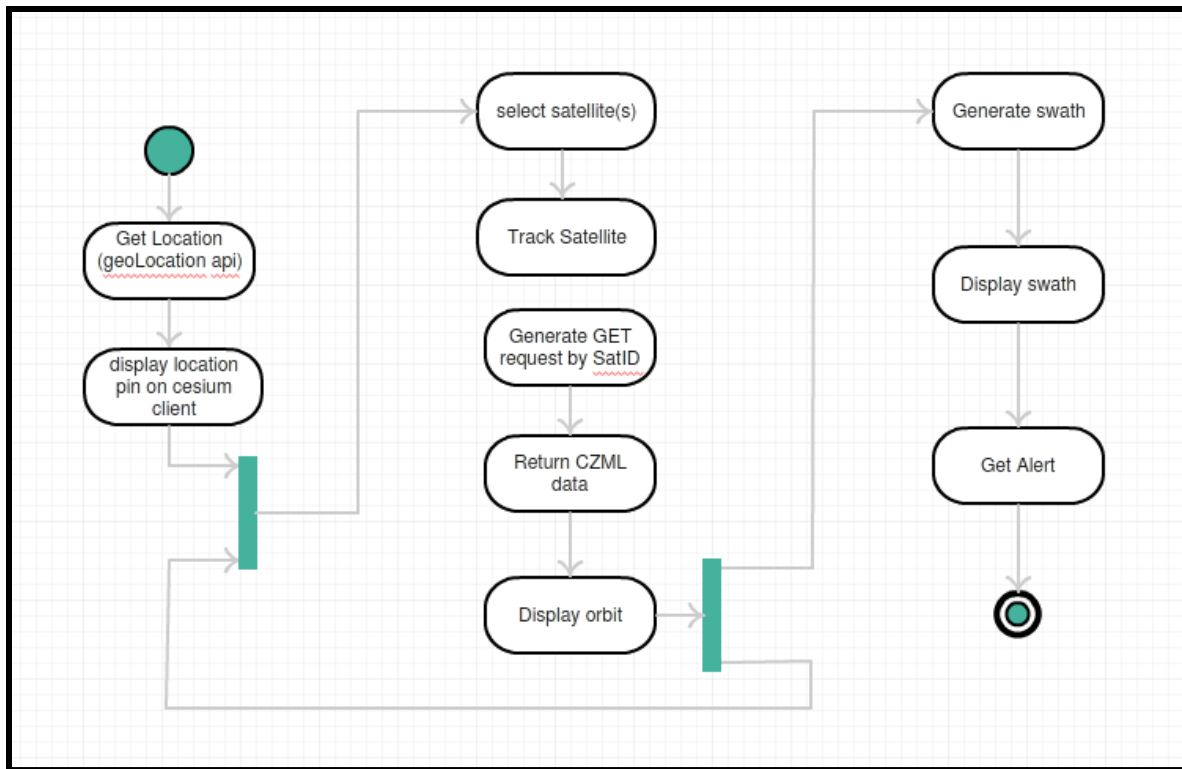 Get Location
(geoLocation api)
display location
pin on cesium
client
select satellite(s)
Track Satellite
Generate GET
request by SatID
Return CZML
data
Display orbit
Generate swath
Display swath
Get Alert